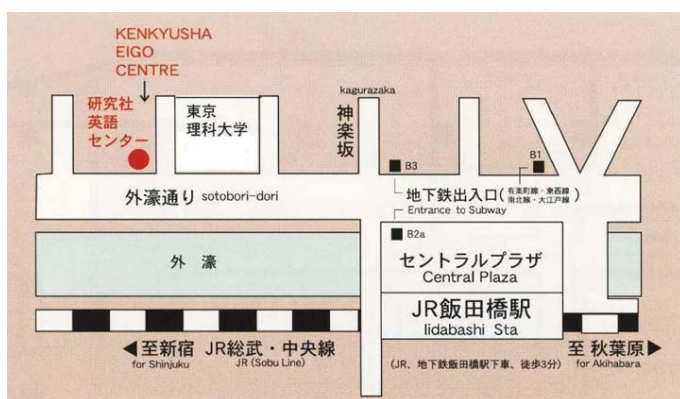 KENKYUSHA
EIGO
CENTRE
研究社
英語
センター
東京
理科大学
kagurazaka
神楽坂
B3
B1
外濠通り sotobori-dori
地下鉄出入口(有楽町線・東西線
南北線・大江戸線)
Entrance to Subway
B2a
外 濠
セントラルプラザ
Central Plaza
JR飯田橋駅
Iidabashi Sta
◀至新宿 JR総武・中央線
for Shinjuku JR (Sobu Line)
至 秋葉原▶
for Akihabara
(JR、地下鉄飯田橋駅下車、徒歩3分)